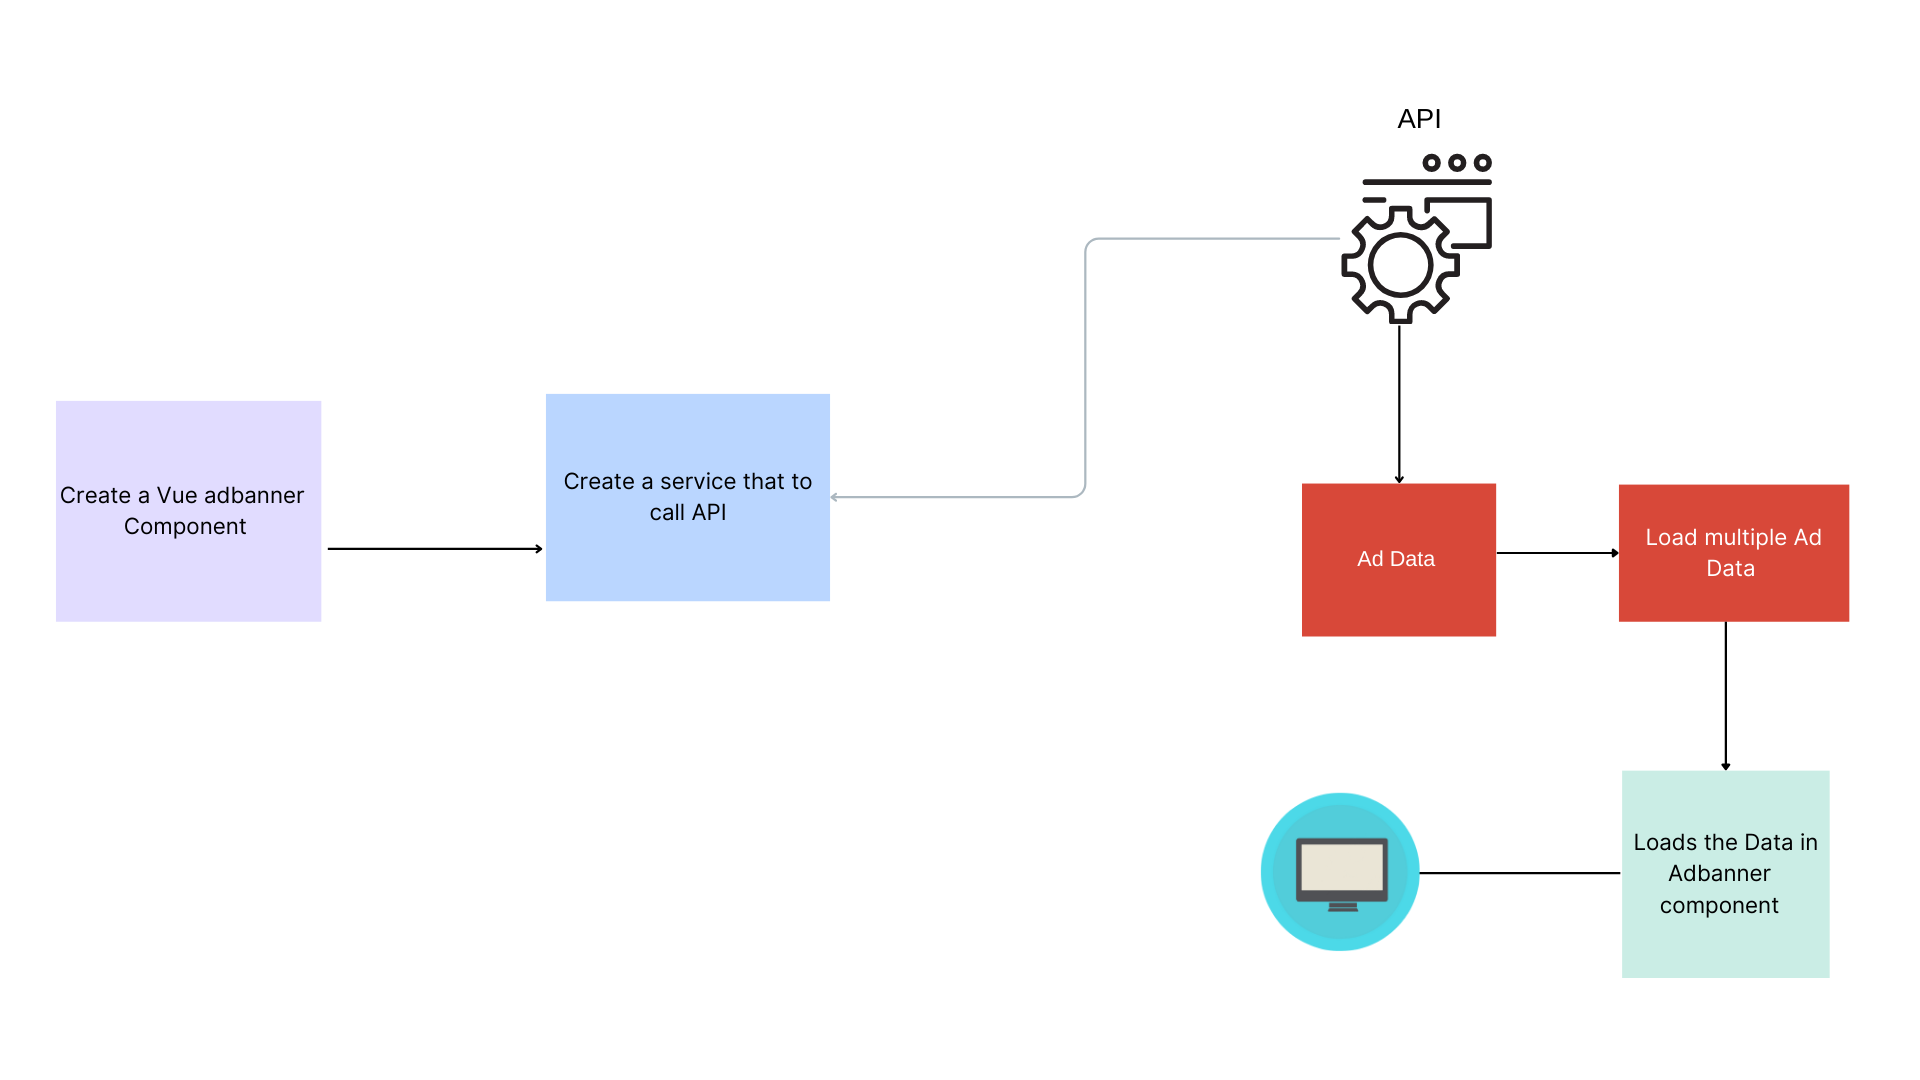 API
Create a Vue adbanner
Component
Create a service that to
call API
Ad Data
Load multiple Ad
Data
Loads the Data in
Adbanner
component